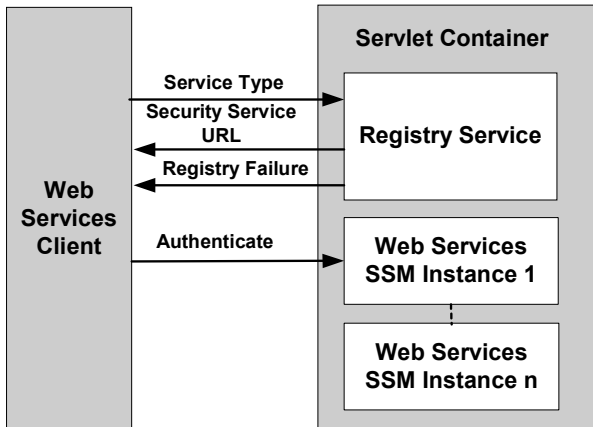 Servlet Container
Service Type
Security Service
URL
Registry Failure
Registry Service
Web
Services
Client
Authenticate
Web Services
SSM Instance 1
Web Services
SSM Instance n